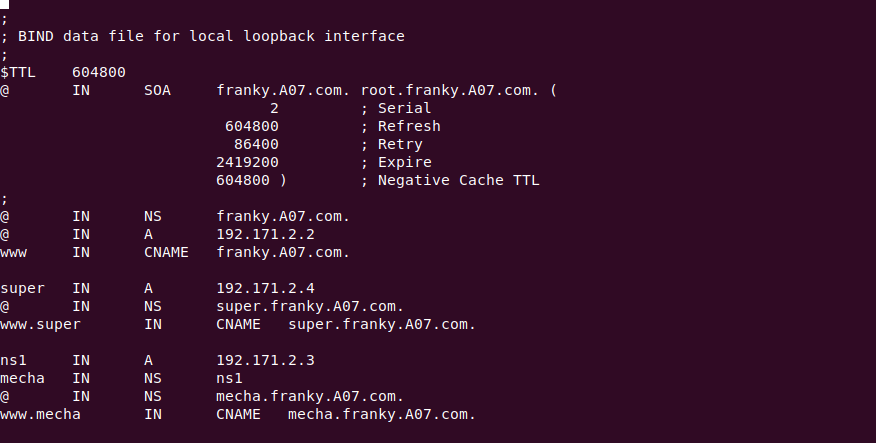 ;
; BIND data file for local loopback interface
;
$TTL    604800
@       IN      SOA     franky.A07.com. root.franky.A07.com. (
                              2         ; Serial
                         604800         ; Refresh
                          86400         ; Retry
                        2419200         ; Expire
                        604800 )        ; Negative Cache TTL
;
@       IN      NS      franky.A07.com.
@       IN      A       192.171.2.2
www     IN      CNAME   franky.A07.com.

super   IN      A       192.171.2.4
@       IN      NS      super.franky.A07.com.
www.super       IN      CNAME   super.franky.A07.com.

ns1     IN      A       192.171.2.3
mecha   IN      NS      ns1
@       IN      NS      mecha.franky.A07.com.
www.mecha       IN      CNAME   mecha.franky.A07.com.